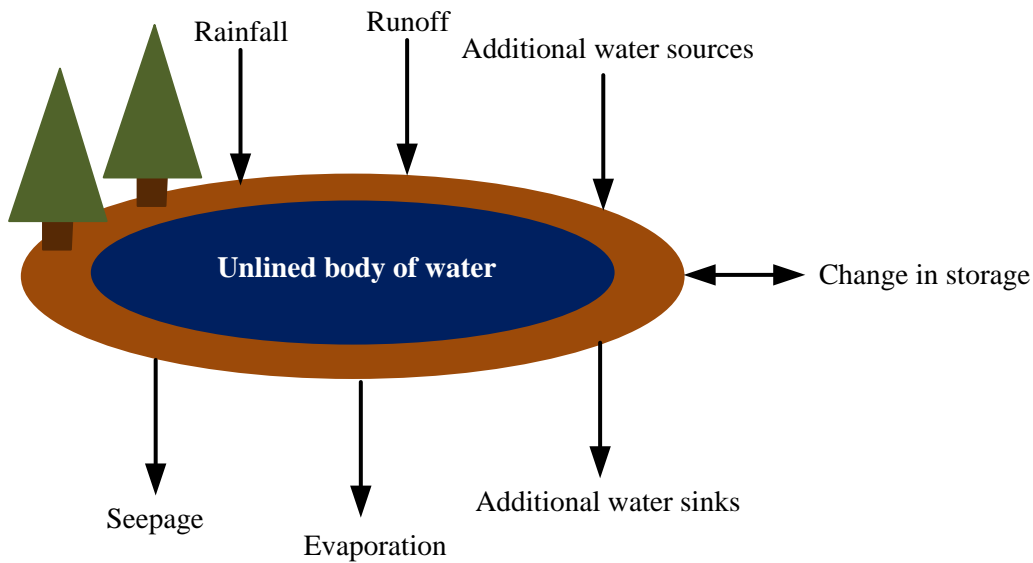 Rainfall
Runoff
Additional water sources
Unlined body of water
Change in storage
Seepage
Evaporation
Additional water sinks